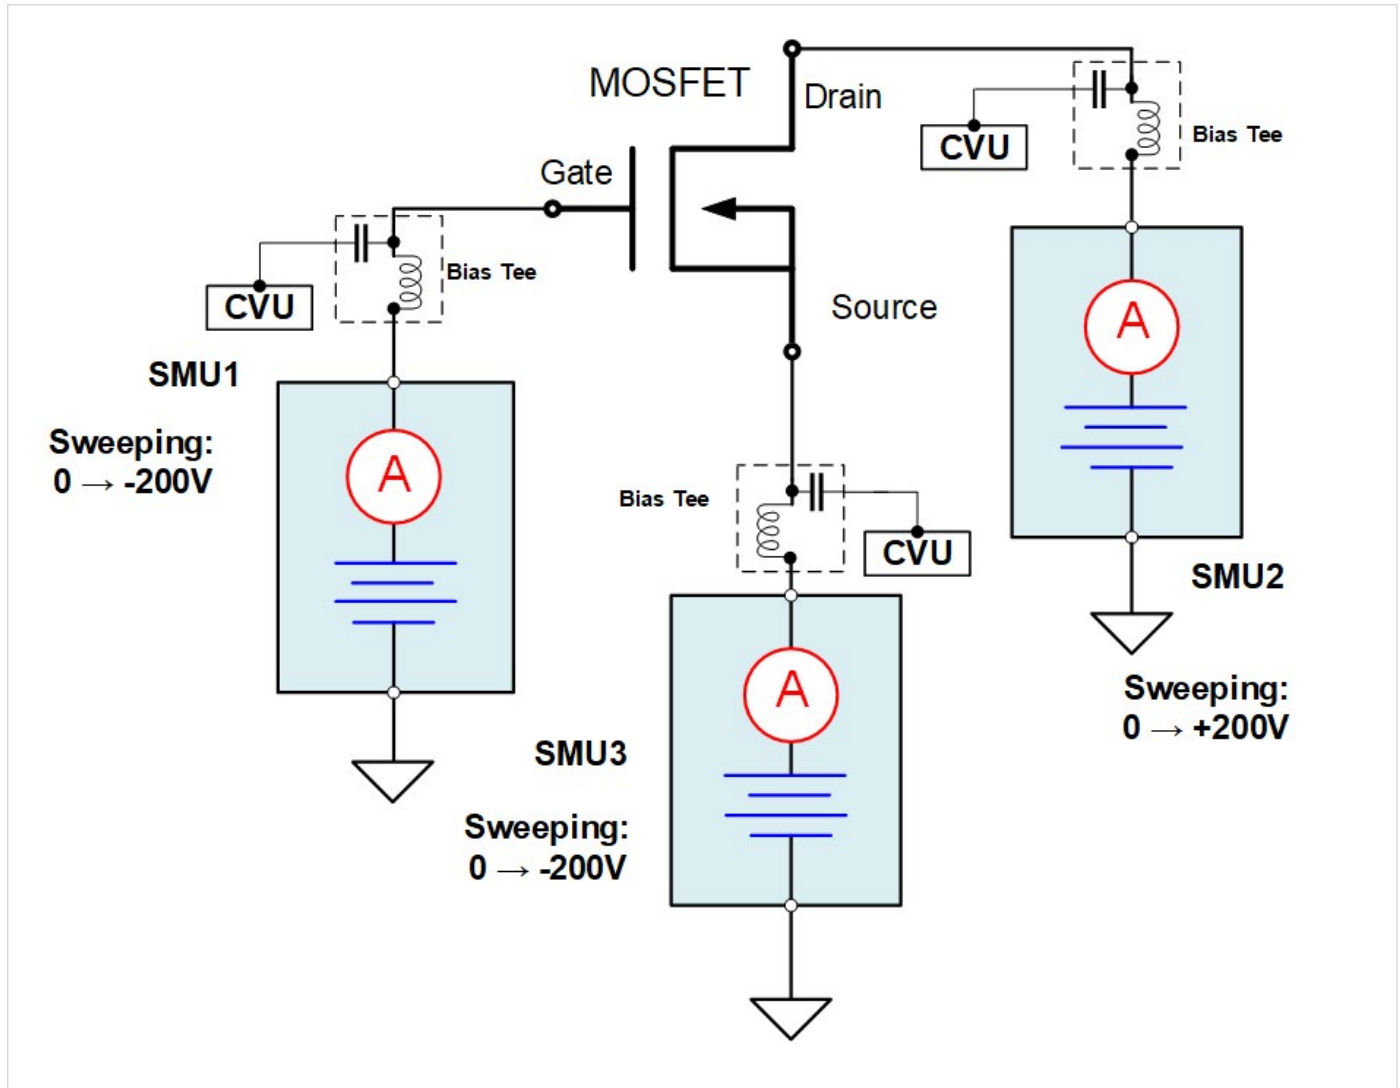 MOSFET
Drain
CVU
Bias Tee
Gate
Bias Tee
CVU
Source
A
SMU1
Sweeping:
0 → -200V
A
Bias Tee
CVU
SMU2
A
SMU3
Sweeping:
0 → +200V
Sweeping:
0 → -200V